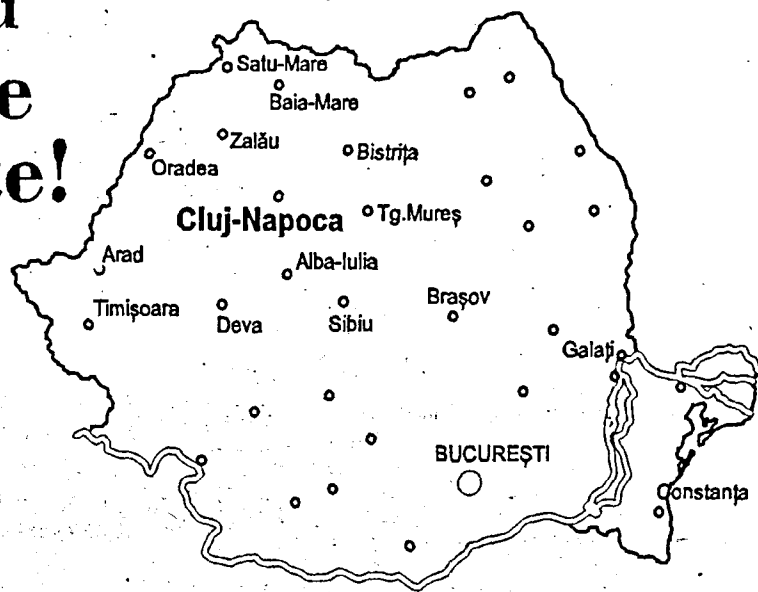 Satu-Mare
Baia-Mare
Zalău
Oradea
Bistrița
Cluj-Napoca
Tg.Mureș
Arad
Alba-Iulia
Timișoara
Deva
Sibiu
Brașov
Galați
BUCUREȘTI
Constanța